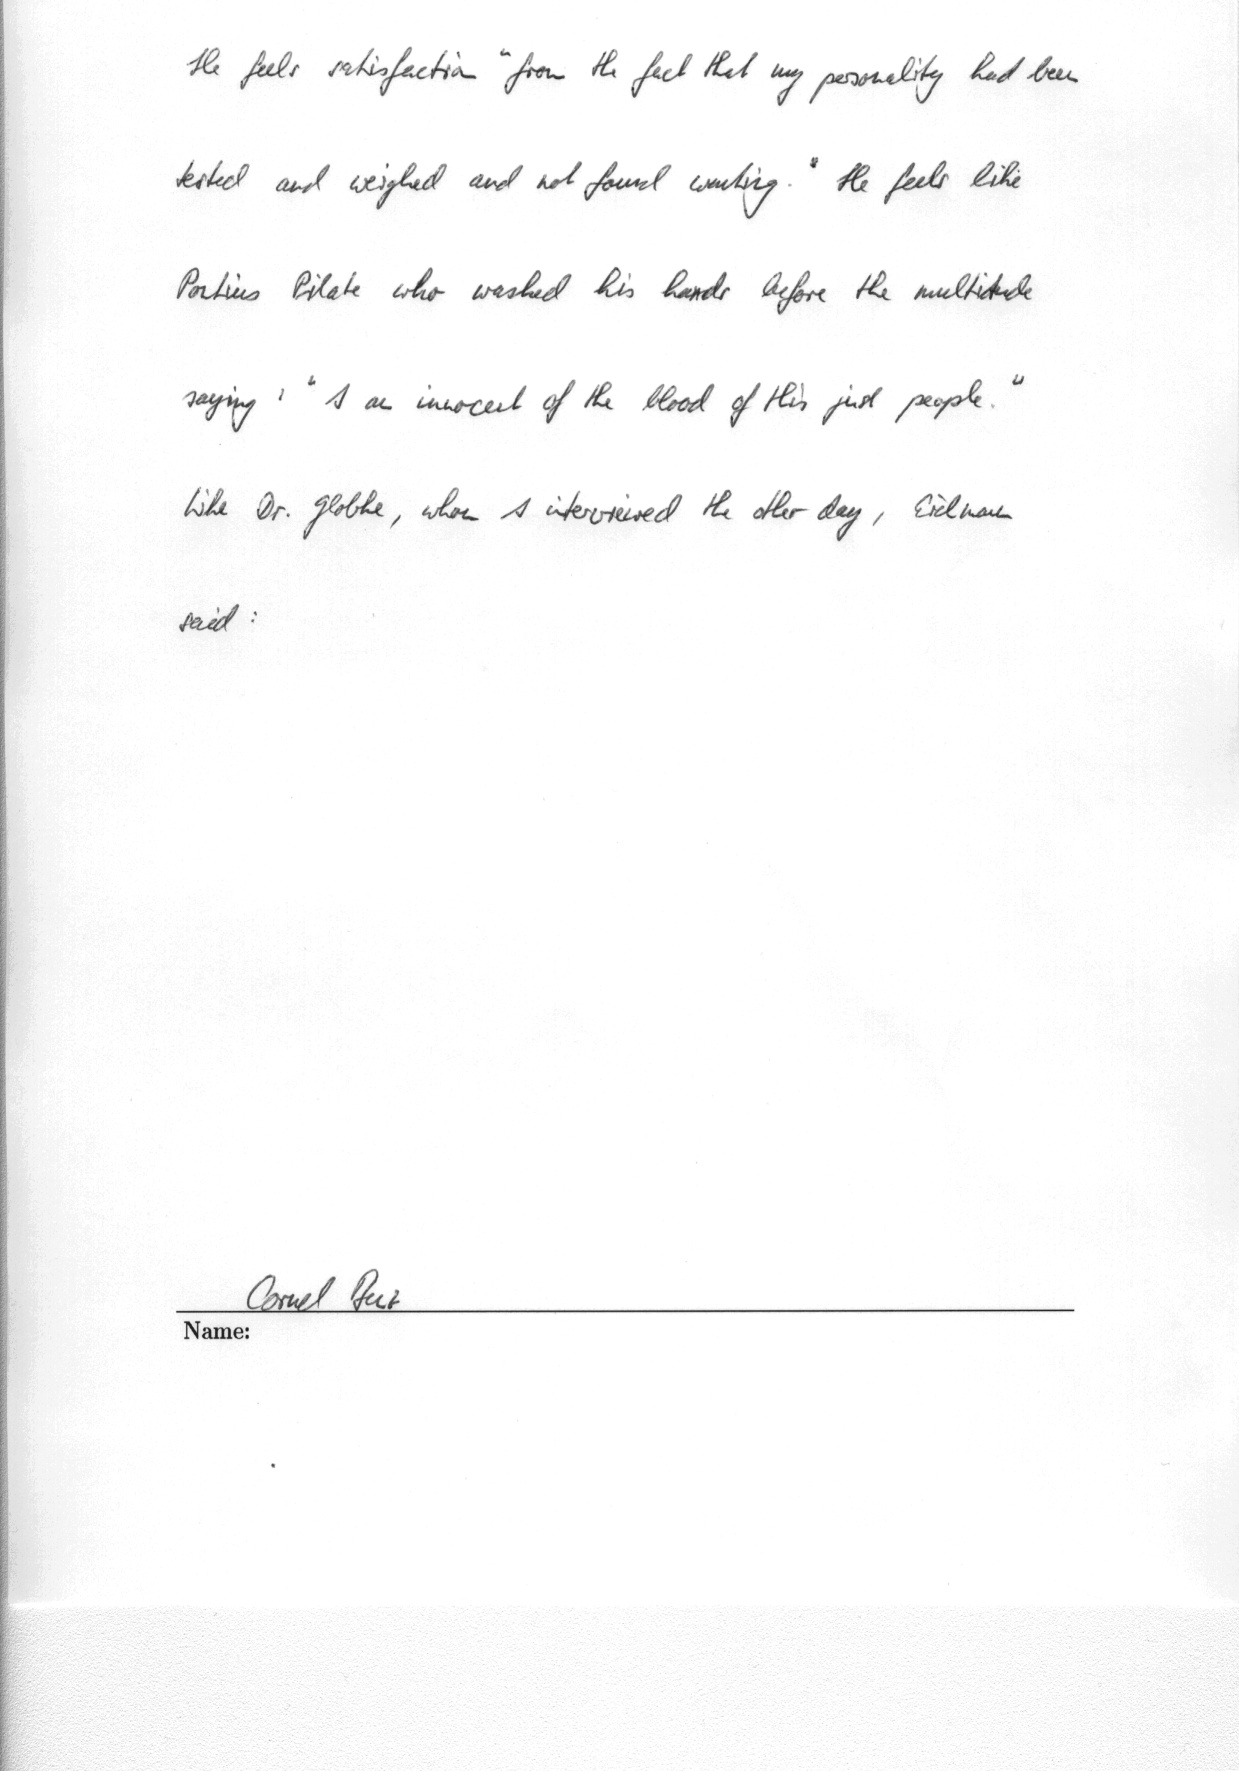 He feels satisfaction "from the fact that my personality had been
tested and weighed and not found wanting." He feels like
Pontius Pilate who washed his hands before the multitude
saying: "I am innocent of the blood of this just people."
Like Dr. Globke, whom I interviewed the other day, Eichmann
said:
Cornel
Name: